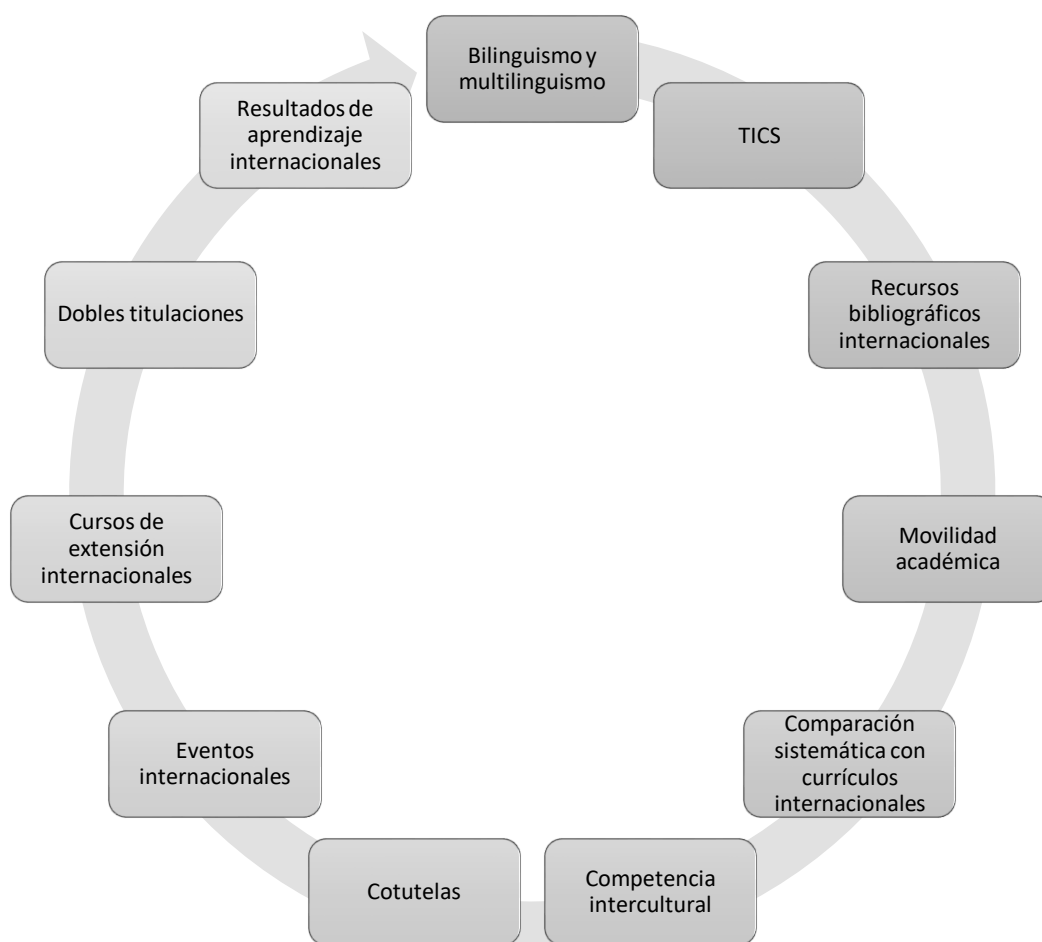 Bilinguismo y
multilinguismo
TICS
Recursos
bibliográficos
internacionales
Movilidad
académica
Comparación
sistemática con
currículos
internacionales
Competencia
intercultural
Cotutelas
Eventos
internacionales
Cursos de
extensión
internacionales
Dobles titulaciones
Resultados de
aprendizaje
internacionales